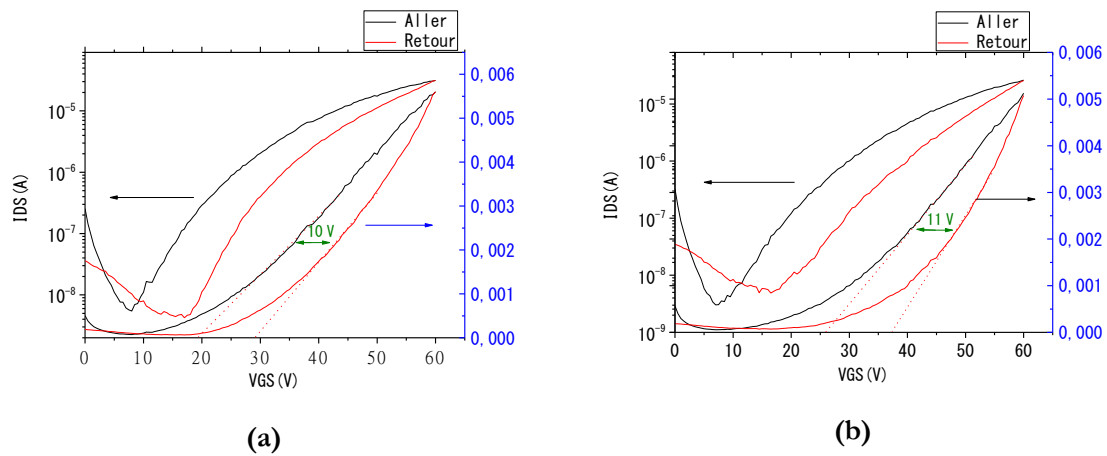 Aller
Retour
0,006
0,005
0,004
0,003
0,002
0,001
0,000
10^-5
10^-6
10^-7
10^-8
IDS(A)
10 V
0 10 20 30 40 50 60
VGS(V)
(a)
Aller
Retour
0,006
0,005
0,004
0,003
0,002
0,001
0,000
10^-5
10^-6
10^-7
10^-8
10^-9
IDS(A)
11 V
0 10 20 30 40 50 60
VGS(V)
(b)